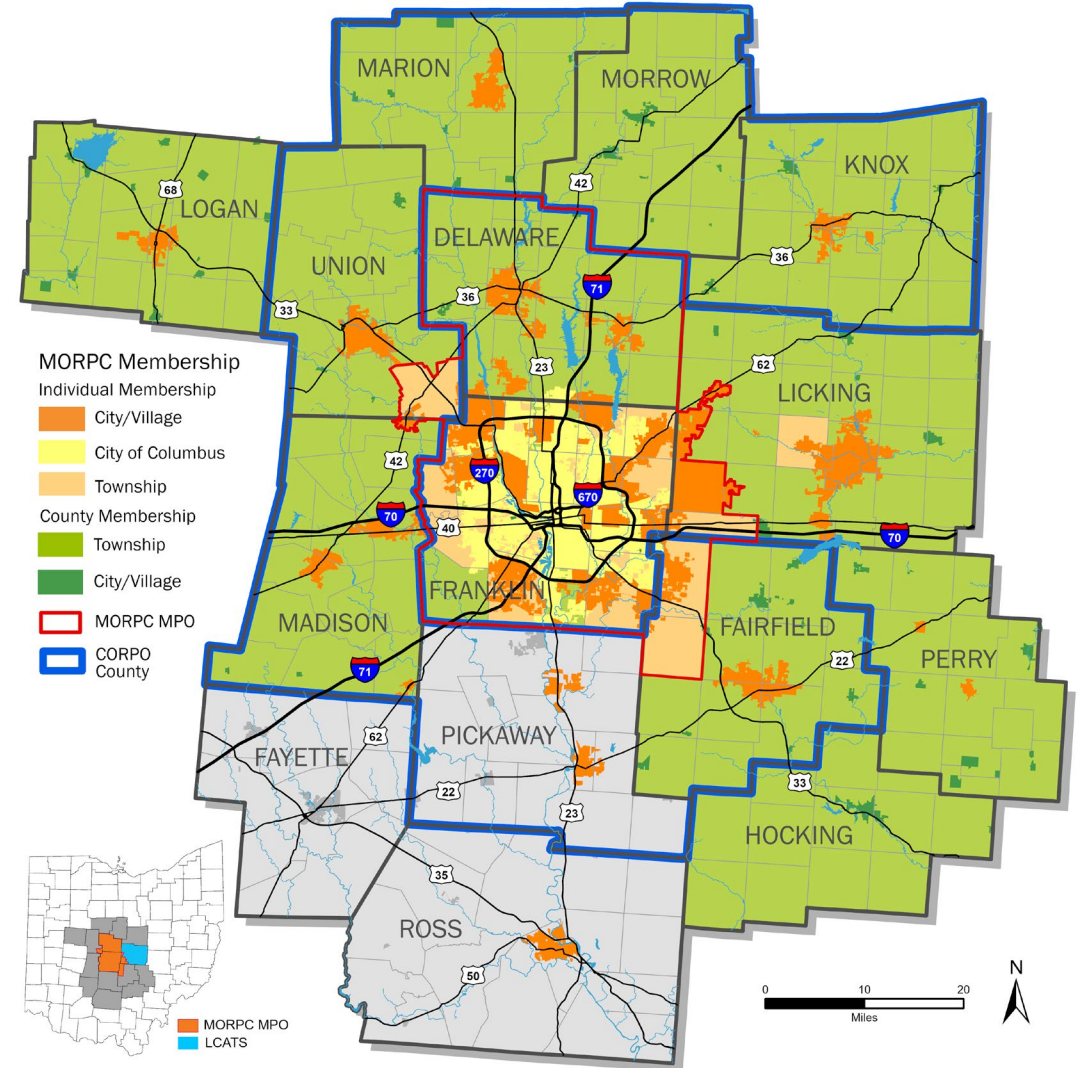 MARION
MORROW
KNOX
68
LOGAN
42
DELAWARE
UNION
36
71
36
33
23
62
LICKING
MORPC Membership
Individual Membership
City/Village
City of Columbus
Township
County Membership
Township
City/Village
MORPC MPO
CORPO
County
42
270
670
70
40
70
FRANKLIN
MADISON
FAIRFIELD
PERRY
22
71
62
FAYETTE
PICKAWAY
22
23
33
HOCKING
35
ROSS
50
MORPC MPO
LCATS
0
10
20
Miles
N